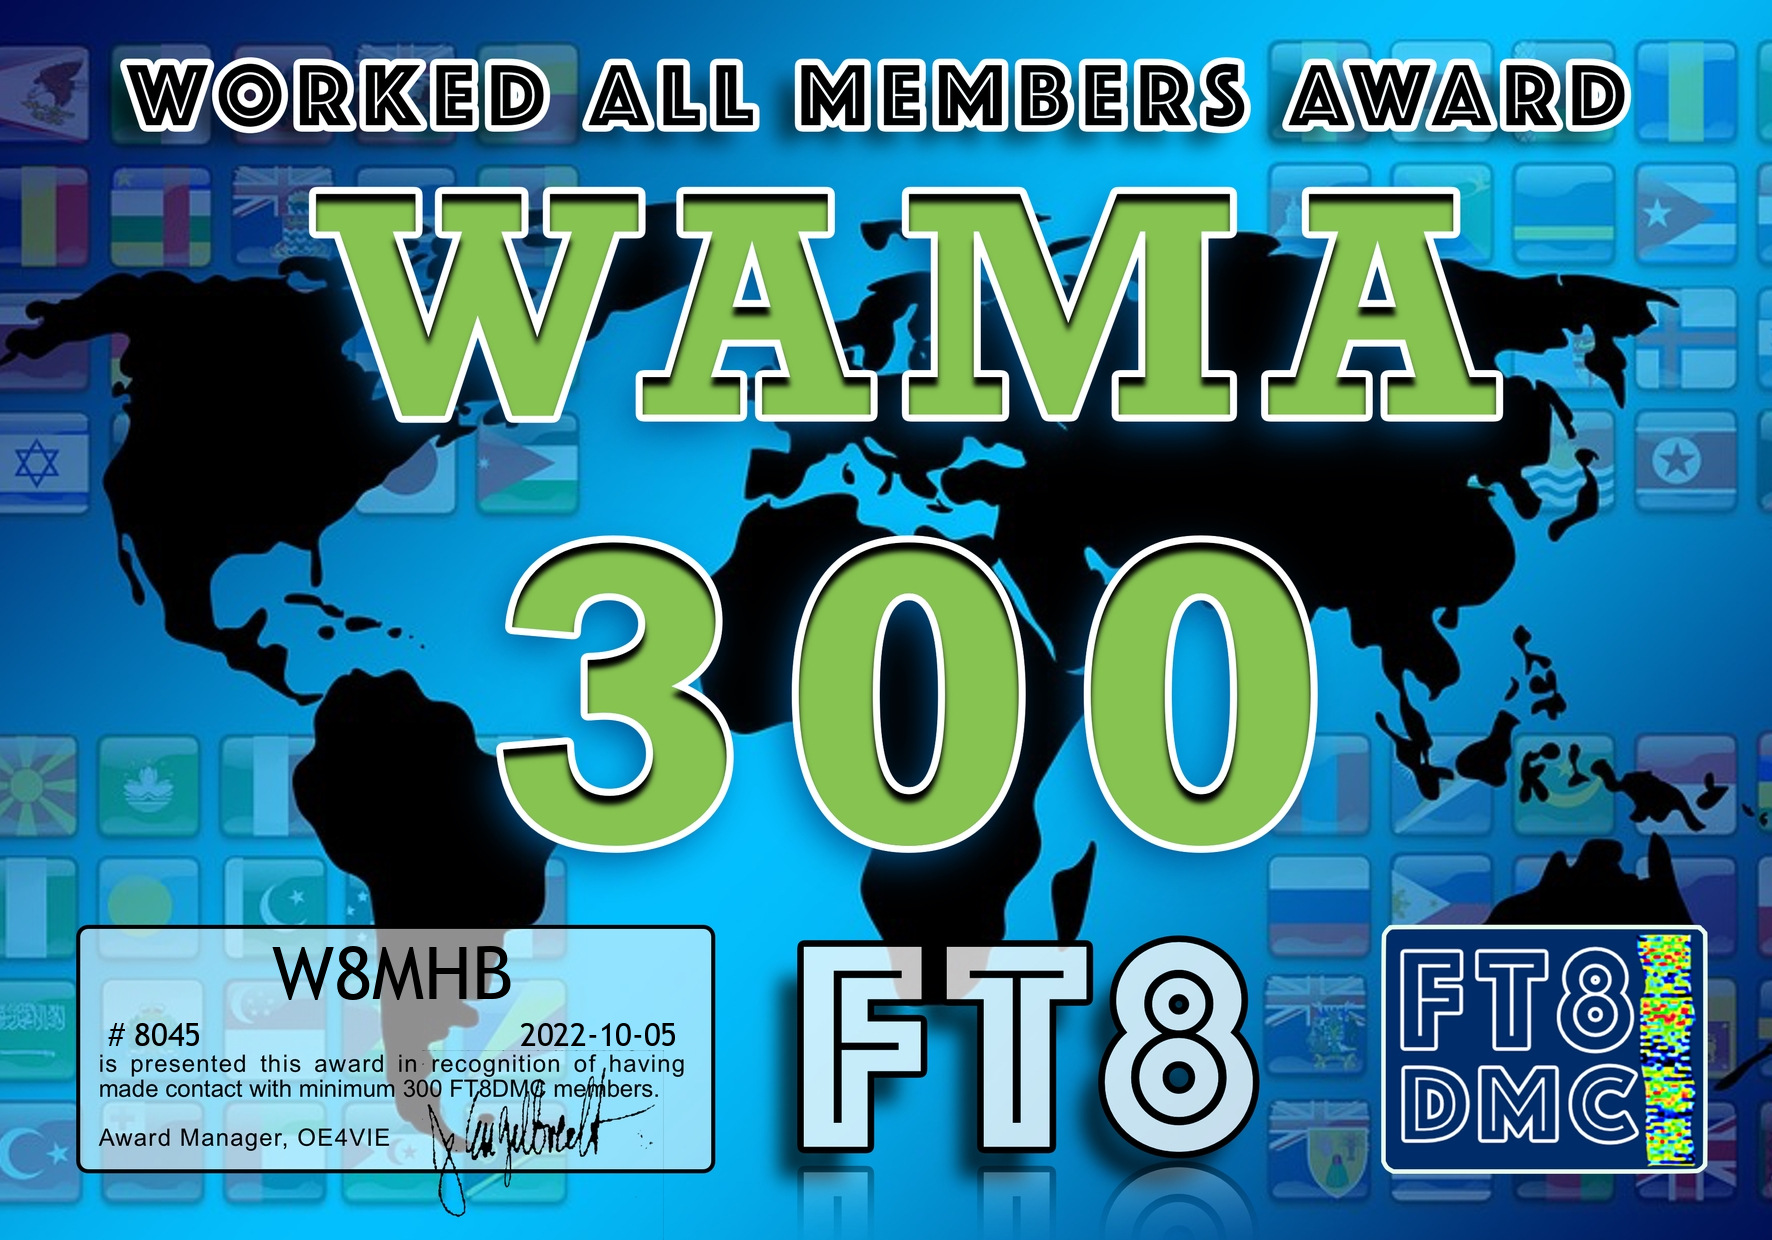 WORKED ALL MEMBERS AWARD
WAMA
300
W8MHB
# 8045 2022-10-05
is presented this award in recognition of having
made contact with minimum 300 FT8DMC members.
Award Manager, OE4VIE
FT8
FT8
DMC